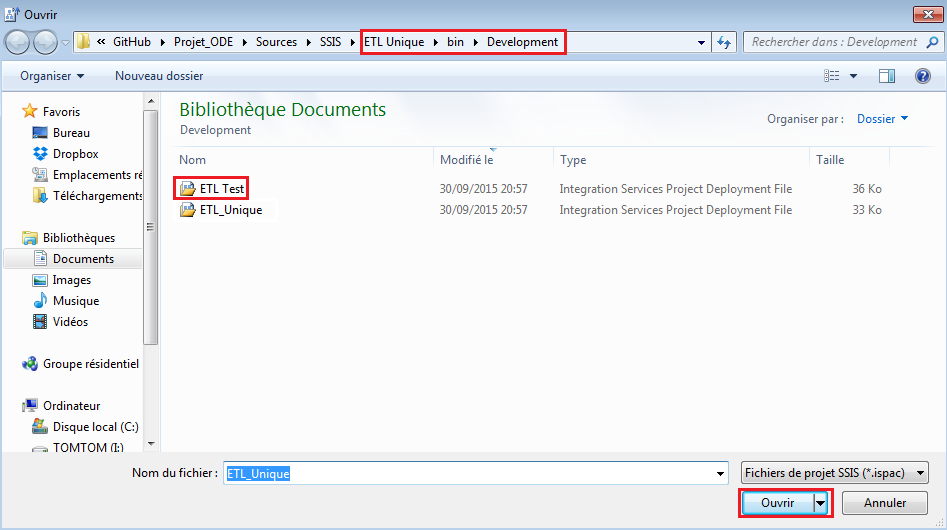 Ouvrir
« GitHub Projet_ODE Sources SSIS ETL Unique bin Development
Rechercher dans : Development
Organiser Nouveau dossier
Favoris
Bureau
Dropbox
Emplacements ré
Téléchargements
Bibliothèques
Documents
Images
Musique
Vidéos
Groupe résidentiel
Ordinateur
Disque local (C:)
TOMTOM (I:)
Bibliothèque Documents
Development
Organiser par : Dossier
Nom Modifié le Type Taille
ETL Test 30/09/2015 20:57 Integration Services Project Deployment File 36 Ko
ETL_Unique 30/09/2015 20:57 Integration Services Project Deployment File 33 Ko
Nom du fichier : ETL_Unique Fichiers de projet SSIS (*.ispac)
Ouvrir Annuler